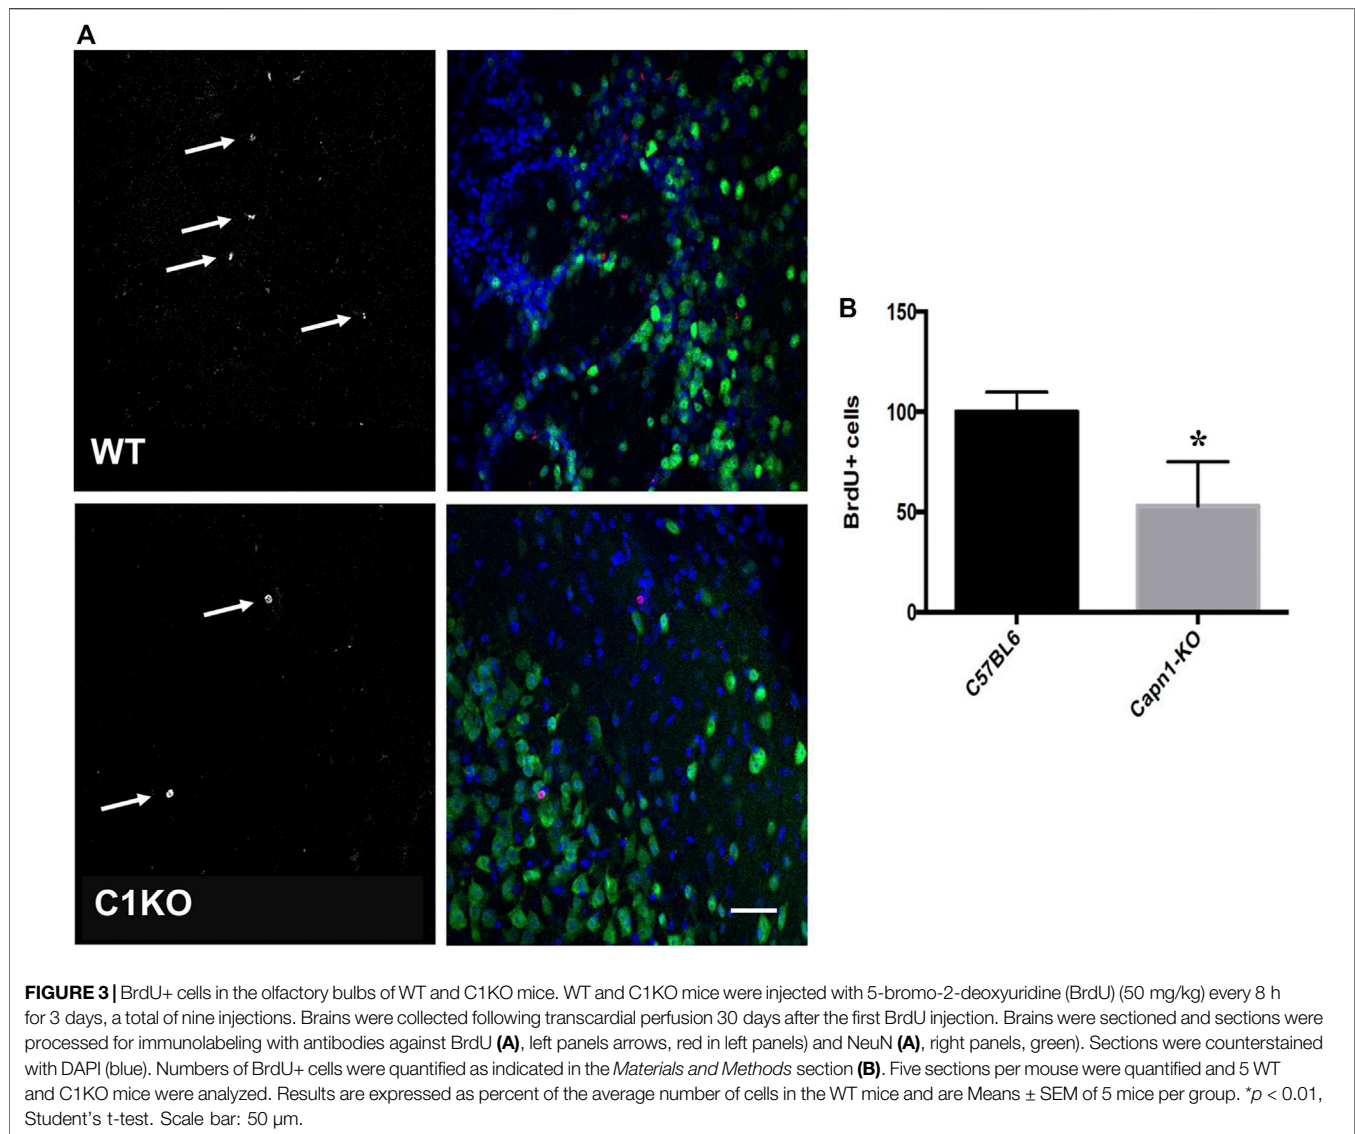 A
WT
C1KO
B
BrdU+ cells
150
100
50
0
*
C57BL6
Capn1-KO
FIGURE 3 | BrdU+ cells in the olfactory bulbs of WT and C1KO mice. WT and C1KO mice were injected with 5-bromo-2-deoxyuridine (BrdU) (50 mg/kg) every 8 h
for 3 days, a total of nine injections. Brains were collected following transcardial perfusion 30 days after the first BrdU injection. Brains were sectioned and sections were
processed for immunolabeling with antibodies against BrdU (A), left panels arrows, red in left panels) and NeuN (A), right panels, green). Sections were counterstained
with DAPI (blue). Numbers of BrdU+ cells were quantified as indicated in the Materials and Methods section (B). Five sections per mouse were quantified and 5 WT
and C1KO mice were analyzed. Results are expressed as percent of the average number of cells in the WT mice and are Means ± SEM of 5 mice per group. *p < 0.01,
Student's t-test. Scale bar: 50 µm.